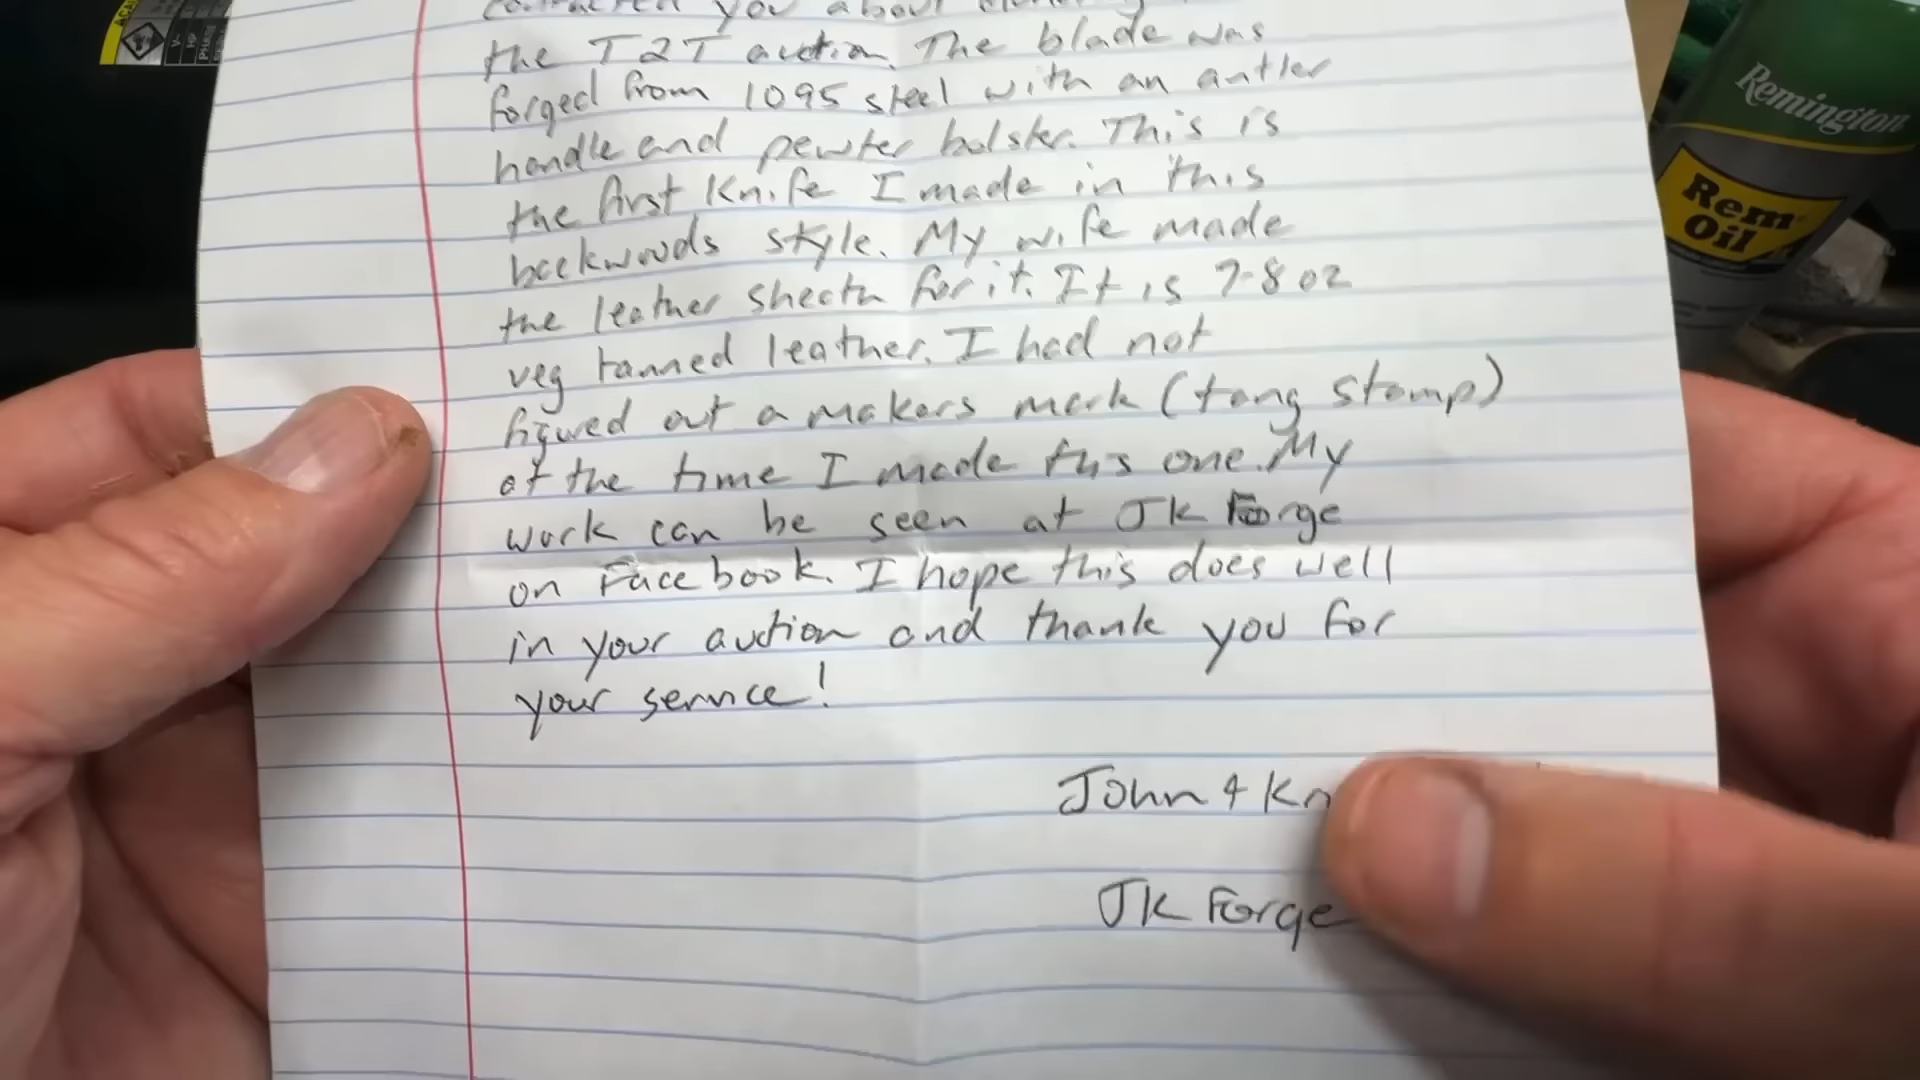 you about
the T2T auction. The blade was
forged from 1095 steel with an antler
handle and pewter bolster. This is
the first knife I made in this
backwoods style. My wife made
the leather sheath for it. It is 7-8 oz
veg tanned leather. I had not
figured out a makers mark (tang stamp)
at the time I made this one. My
work can be seen at JK Forge
on Facebook. I hope this does well
in your auction and thank you for
your service!
John & Kn
JK Forge
Remington
Rem
Oil